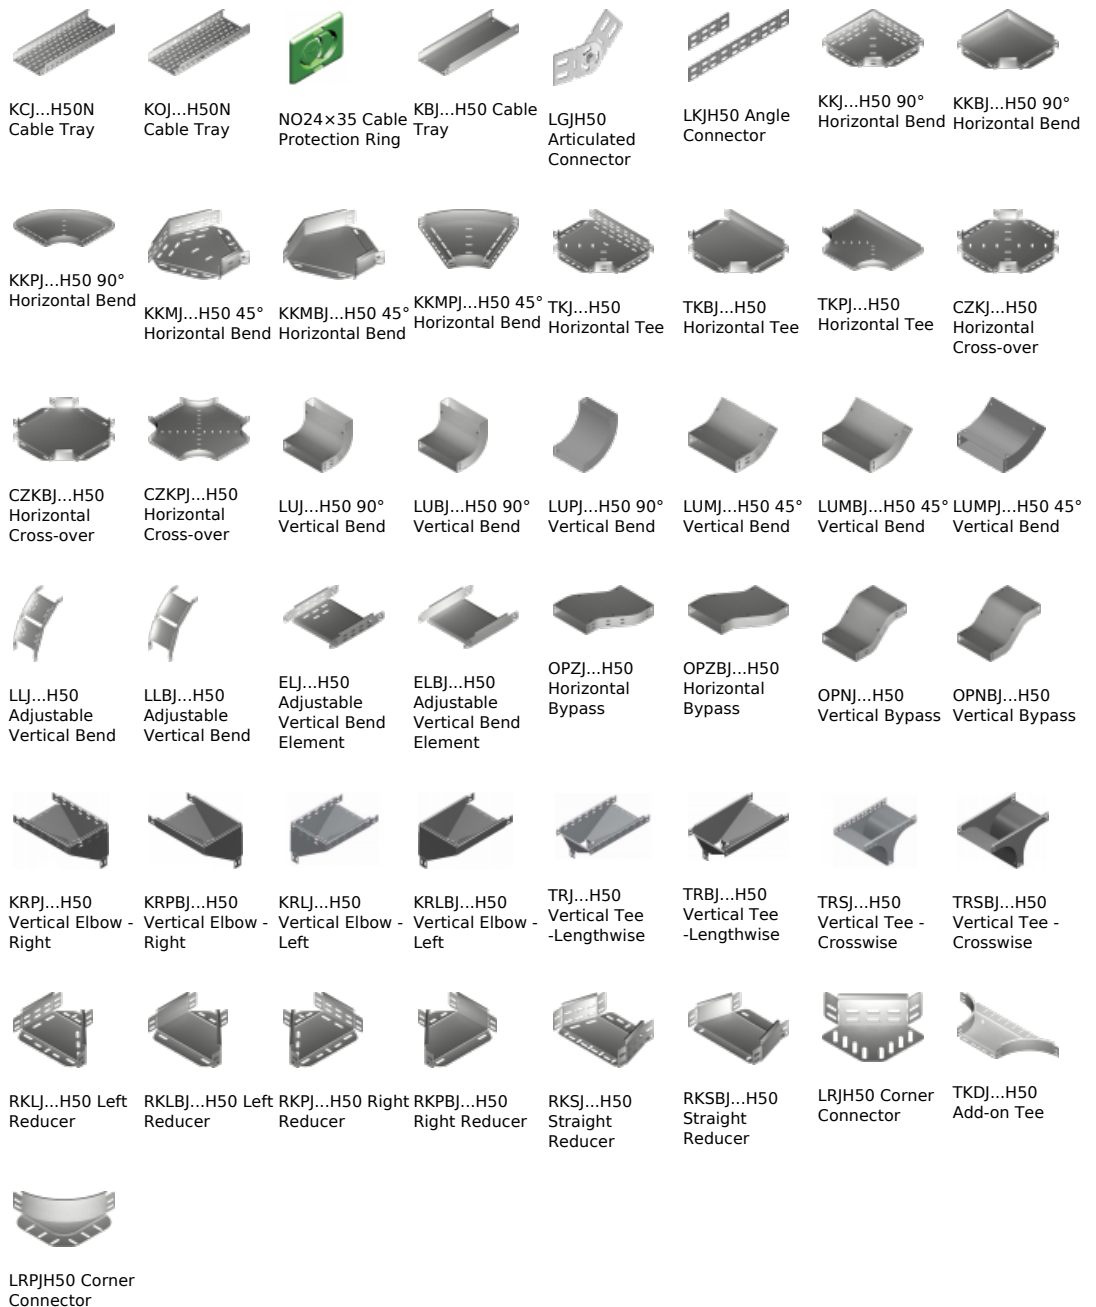 KCJ...H50N
Cable Tray
KOJ...H50N
Cable Tray
NO24×35 Cable
Protection Ring
KBJ...H50 Cable
Tray
LGJH50
Articulated
Connector
LKJH50 Angle
Connector
KKJ...H50 90°
Horizontal Bend
KKBJ...H50 90°
Horizontal Bend
KKPJ...H50 90°
Horizontal Bend
KKMJ...H50 45°
Horizontal Bend
KKMBJ...H50 45°
Horizontal Bend
KKMPJ...H50 45°
Horizontal Bend
TKJ...H50
Horizontal Tee
TKBJ...H50
Horizontal Tee
TKPJ...H50
Horizontal Tee
CZKJ...H50
Horizontal
Cross-over
CZKBJ...H50
Horizontal
Cross-over
CZKPJ...H50
Horizontal
Cross-over
LUJ...H50 90°
Vertical Bend
LUBJ...H50 90°
Vertical Bend
LUPJ...H50 90°
Vertical Bend
LUMJ...H50 45°
Vertical Bend
LUMBJ...H50 45°
Vertical Bend
LUMPJ...H50 45°
Vertical Bend
LLJ...H50
Adjustable
Vertical Bend
LLBJ...H50
Adjustable
Vertical Bend
ELJ...H50
Adjustable
Vertical Bend
Element
ELBJ...H50
Adjustable
Vertical Bend
Element
OPZJ...H50
Horizontal
Bypass
OPZBJ...H50
Horizontal
Bypass
OPNJ...H50
Vertical Bypass
OPNBJ...H50
Vertical Bypass
KRPJ...H50
Vertical Elbow -
Right
KRPBJ...H50
Vertical Elbow -
Right
KRLJ...H50
Vertical Elbow -
Left
KRLBJ...H50
Vertical Elbow -
Left
TRJ...H50
Vertical Tee
-Lengthwise
TRBJ...H50
Vertical Tee
-Lengthwise
TRSJ...H50
Vertical Tee -
Crosswise
TRSBJ...H50
Vertical Tee -
Crosswise
RKLJ...H50 Left
Reducer
RKLBJ...H50 Left
Reducer
RKPJ...H50 Right
Reducer
RKPBJ...H50
Right Reducer
RKSJ...H50
Straight
Reducer
RKSBJ...H50
Straight
Reducer
LRJH50 Corner
Connector
TKDJ...H50
Add-on Tee
LRPJH50 Corner
Connector